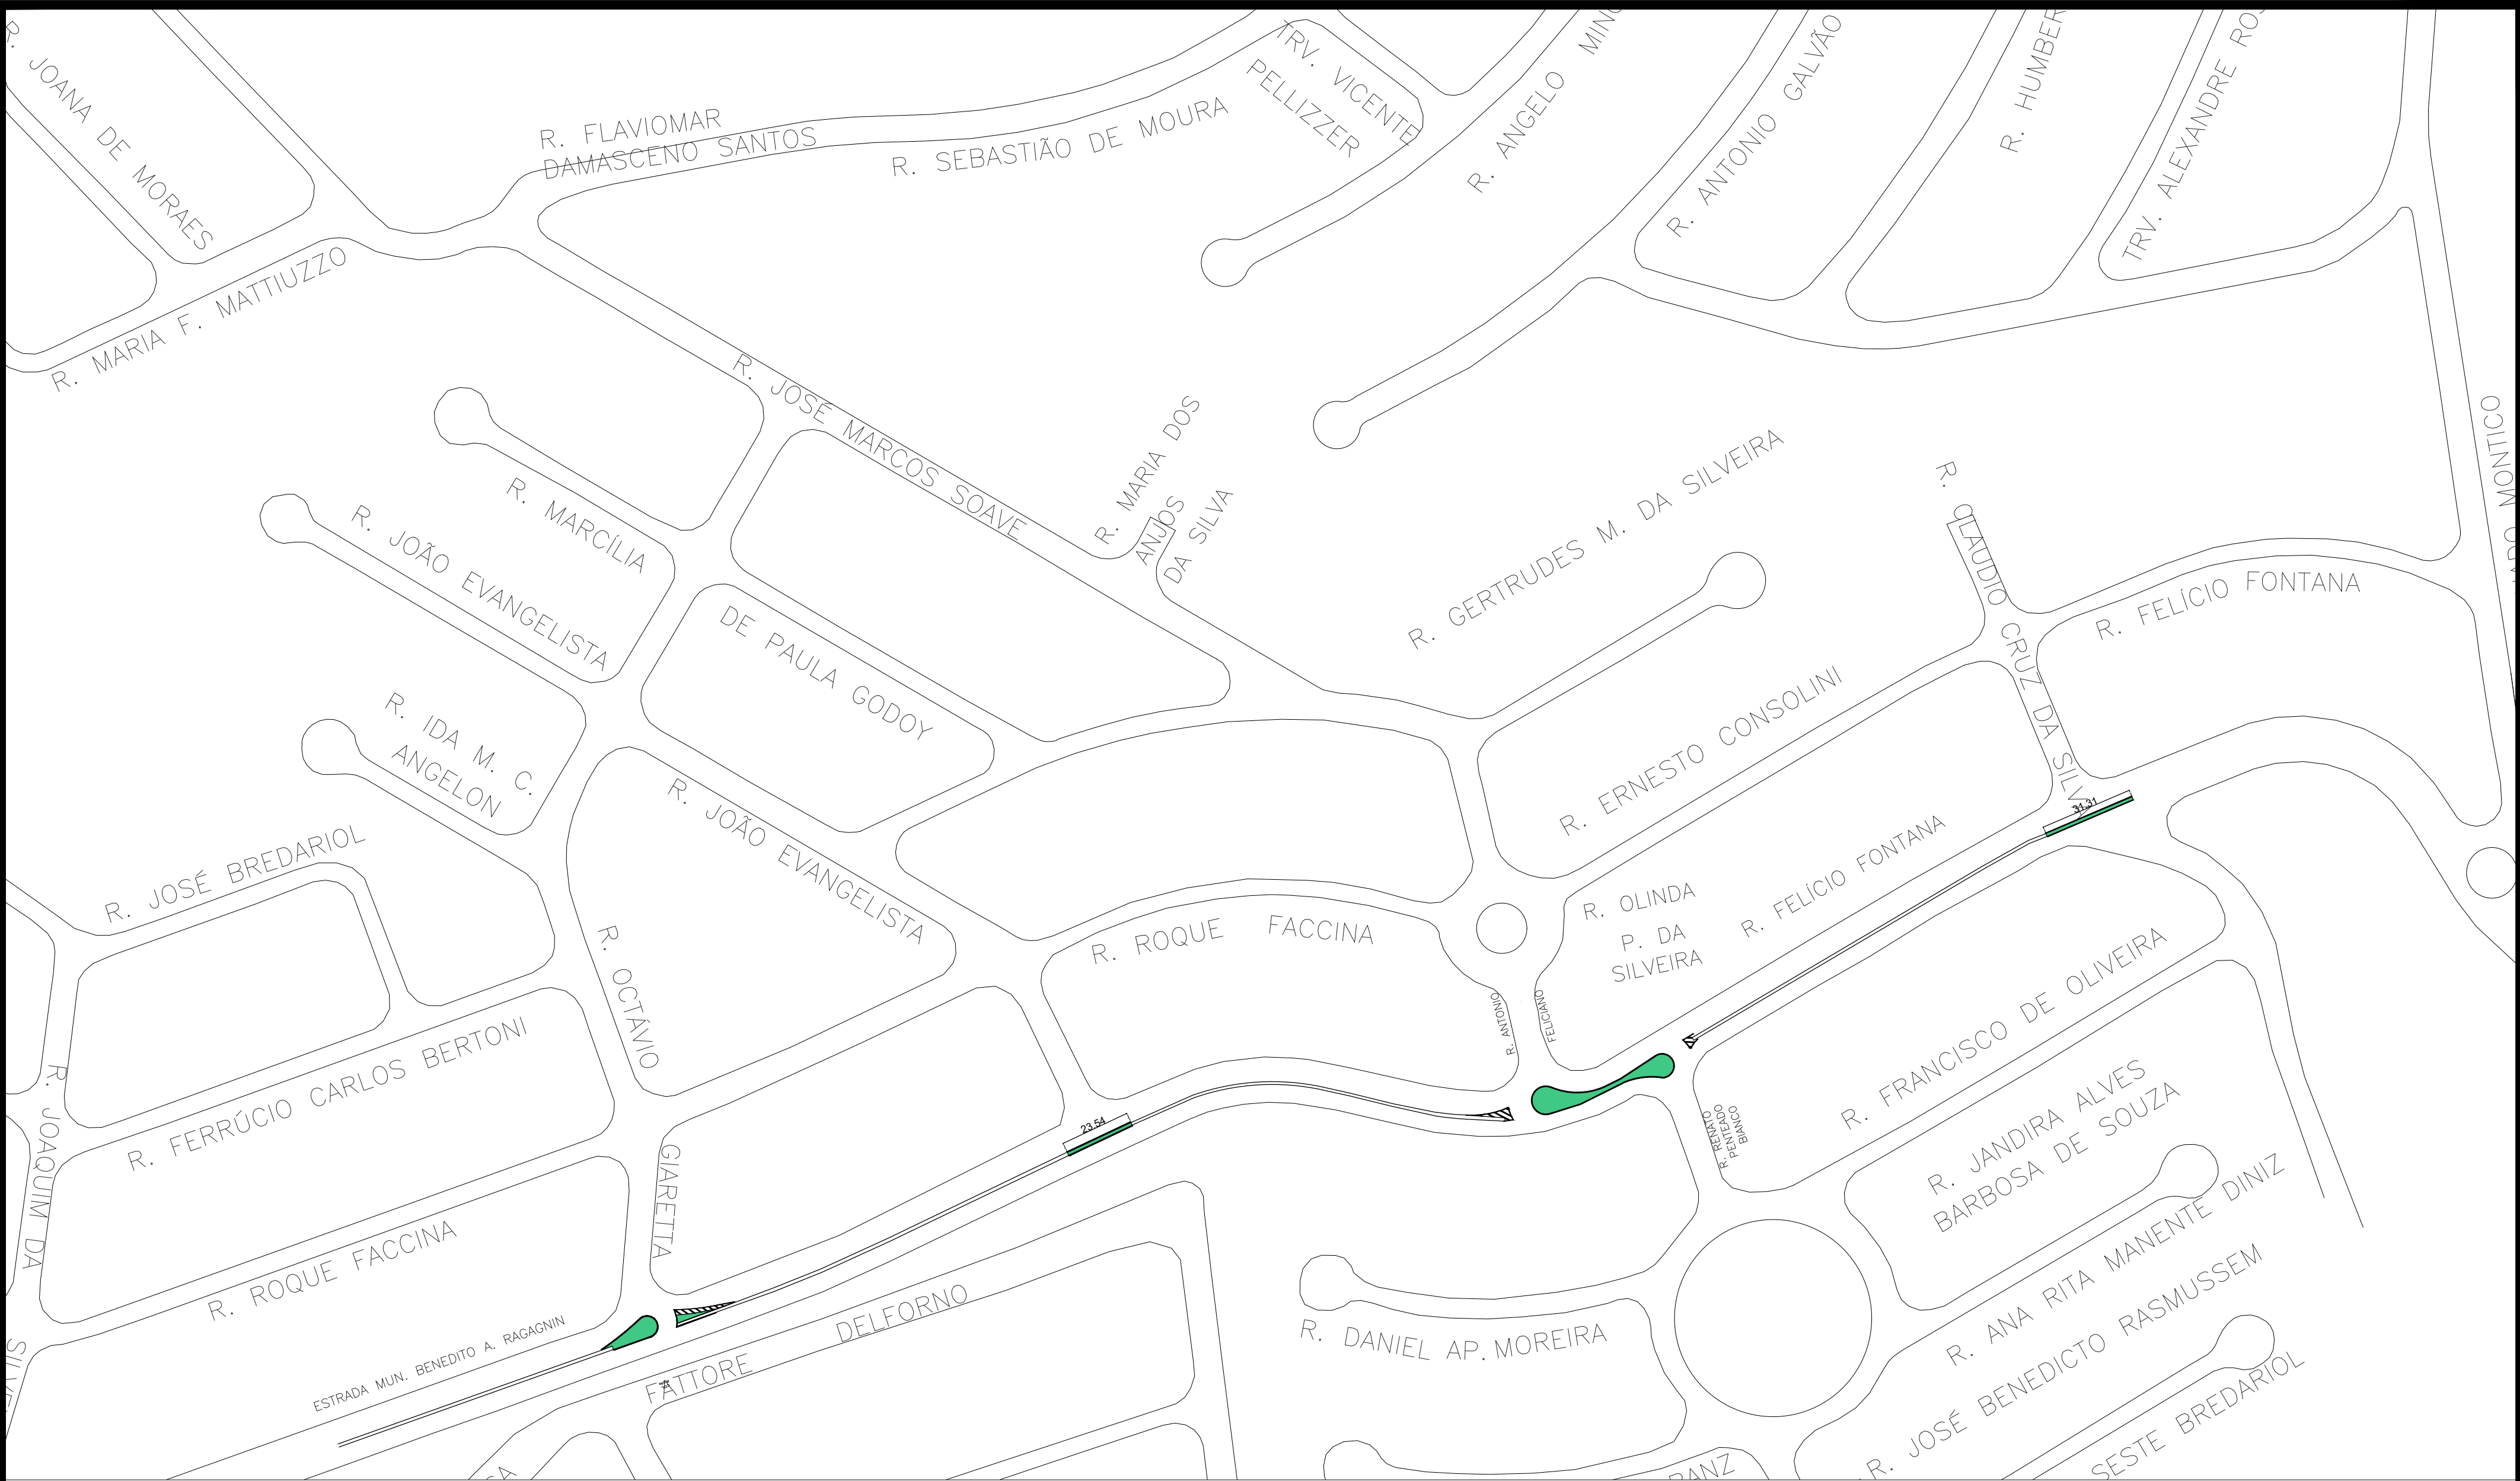 R. JOANA DE MORAES
R. FLAVIOMAR
DAMASCENO SANTOS
R. SEBASTIÃO DE MOURA
TRV. VICENTE
PELLIZZER
R. ANGELO
R. ANTONIO GALVÃO
R.
TRV. ALEXANDRE
R. MARIA F. MATTIUZZO
R. JOSÉ MARCOS SOAVE
R. MARIA DOS
ANJOS
DA SILVA
R. GERTRUDES M. DA SILVEIRA
R. CLAUDIO CRUZ DA SILVA
R. FELÍCIO FONTANA
R. MARCÍLIA
DE PAULA GODOY
R. JOÃO EVANGELISTA
R. IDA M. C.
ANGELON
R. ERNESTO CONSOLINI
R. JOÃO EVANGELISTA
31.31
R. JOSÉ BREDARIOL
R. OCTÁVIO
GIARETTA
R. ROQUE FACCINA
R. OLINDA
P. DA
SILVEIRA
R. FELÍCIO FONTANA
R. ANTONIO
FELICIANO
R. FERRÚCIO CARLOS BERTONI
R. FRANCISCO DE OLIVEIRA
R. JOAQUIM DA
23.54
R. RENATO
PENTEADO
BIANCO
R. JANDIRA ALVES
BARBOSA DE SOUZA
R. ROQUE FACCINA
R. ANA RITA MANENTE DINIZ
ESTRADA MUN. BENEDITO A. RAGAGNIN
FATTORE DELFORNO
R. DANIEL AP. MOREIRA
R. JOSÉ BENEDICTO RASMUSSEM
SESTE BREDARIOL